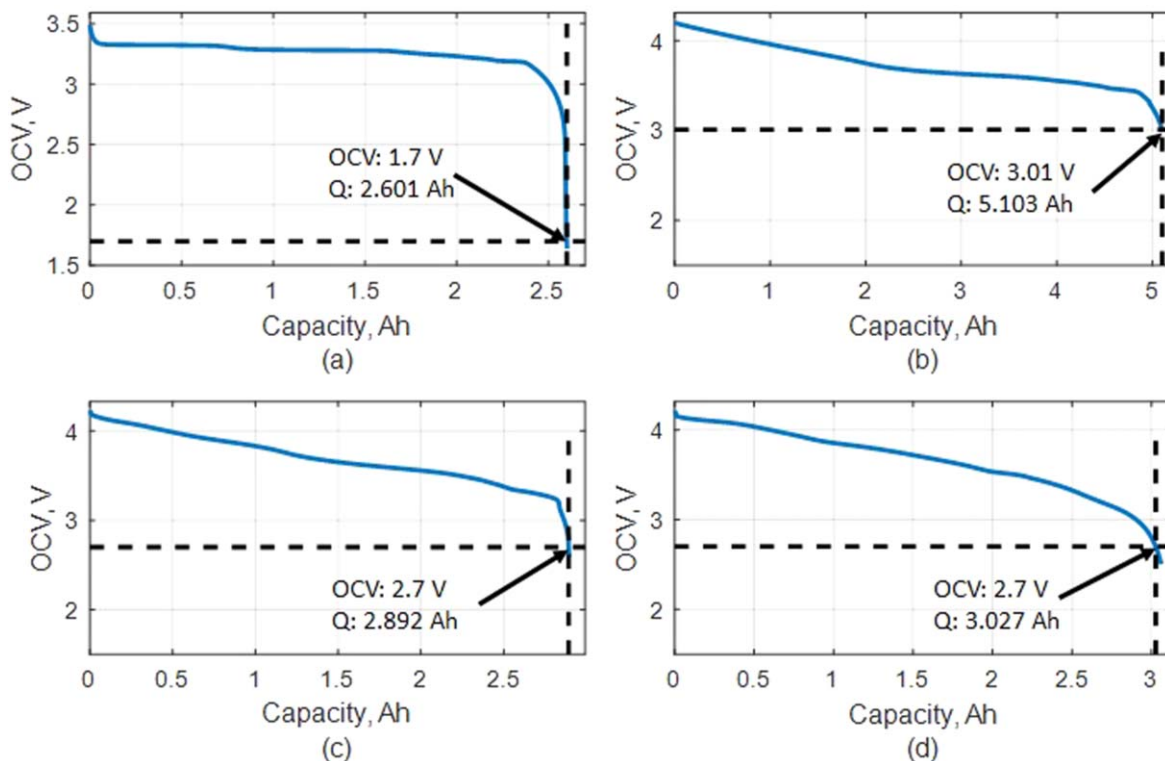 3.5
3
2.5
2
1.5
OCV, V
OCV: 1.7 V
Q: 2.601 Ah
0 0.5 1 1.5 2 2.5
Capacity, Ah
(a)
4
3
2
OCV, V
OCV: 3.01 V
Q: 5.103 Ah
0 1 2 3 4 5
Capacity, Ah
(b)
4
3
2
OCV, V
OCV: 2.7 V
Q: 2.892 Ah
0 0.5 1 1.5 2 2.5
Capacity, Ah
(c)
4
3
2
OCV, V
OCV: 2.7 V
Q: 3.027 Ah
0 0.5 1 1.5 2 2.5 3
Capacity, Ah
(d)